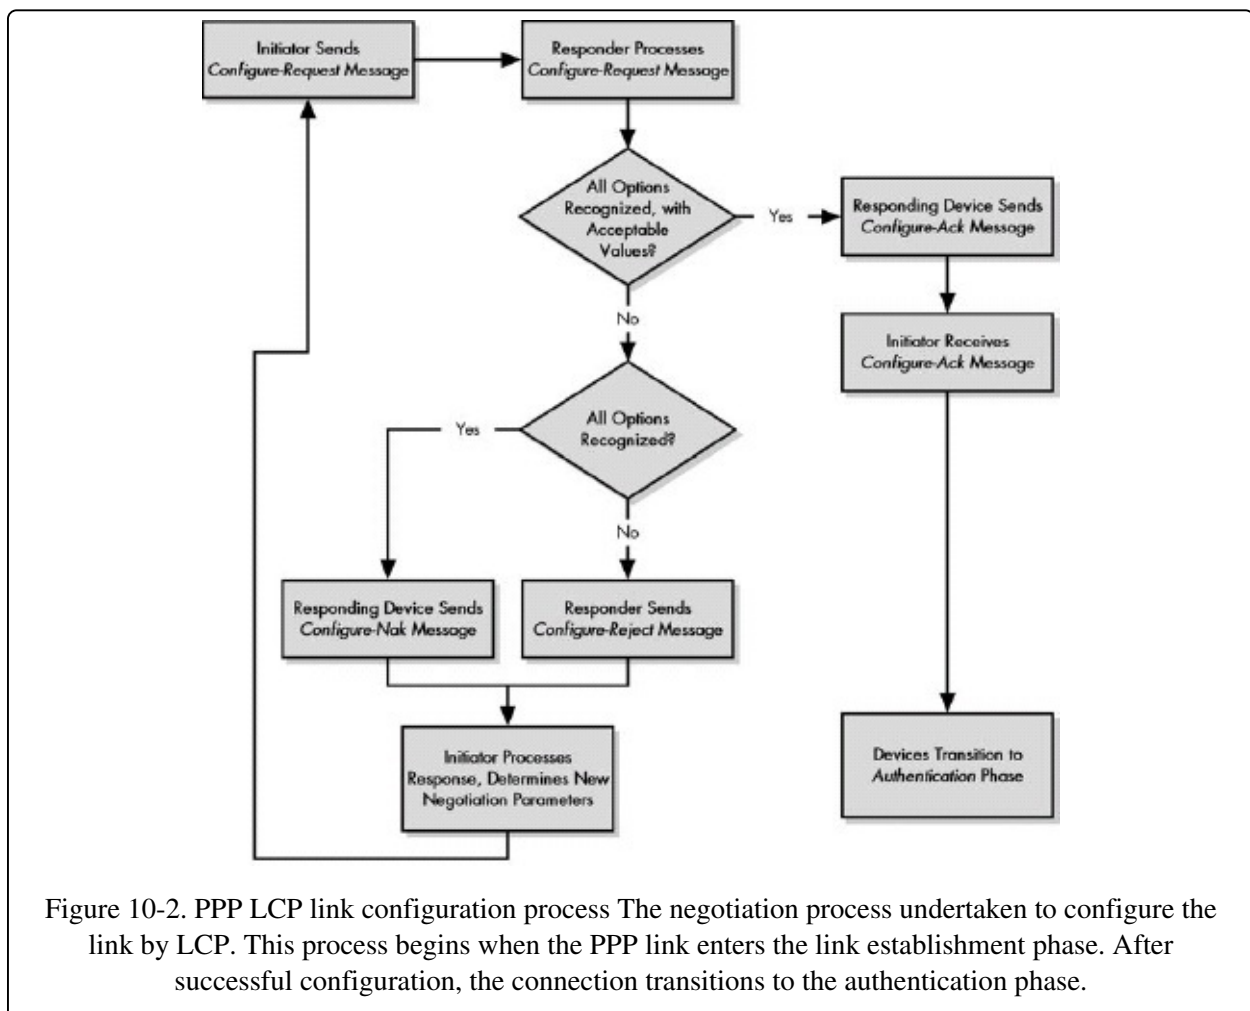 Initiator Sends
Configure-Request Message
Responder Processes
Configure-Request Message
All Options
Recognized, with
Acceptable
Values?
Yes
Responding Device Sends
Configure-Ack Message
No
Initiator Receives
Configure-Ack Message
All Options
Recognized?
Yes
No
Responding Device Sends
Configure-Nak Message
Responder Sends
Configure-Reject Message
Initiator Processes
Response, Determines New
Negotiation Parameters
Devices Transition to
Authentication Phase
Figure 10-2. PPP LCP link configuration process The negotiation process undertaken to configure the
link by LCP. This process begins when the PPP link enters the link establishment phase. After
successful configuration, the connection transitions to the authentication phase.